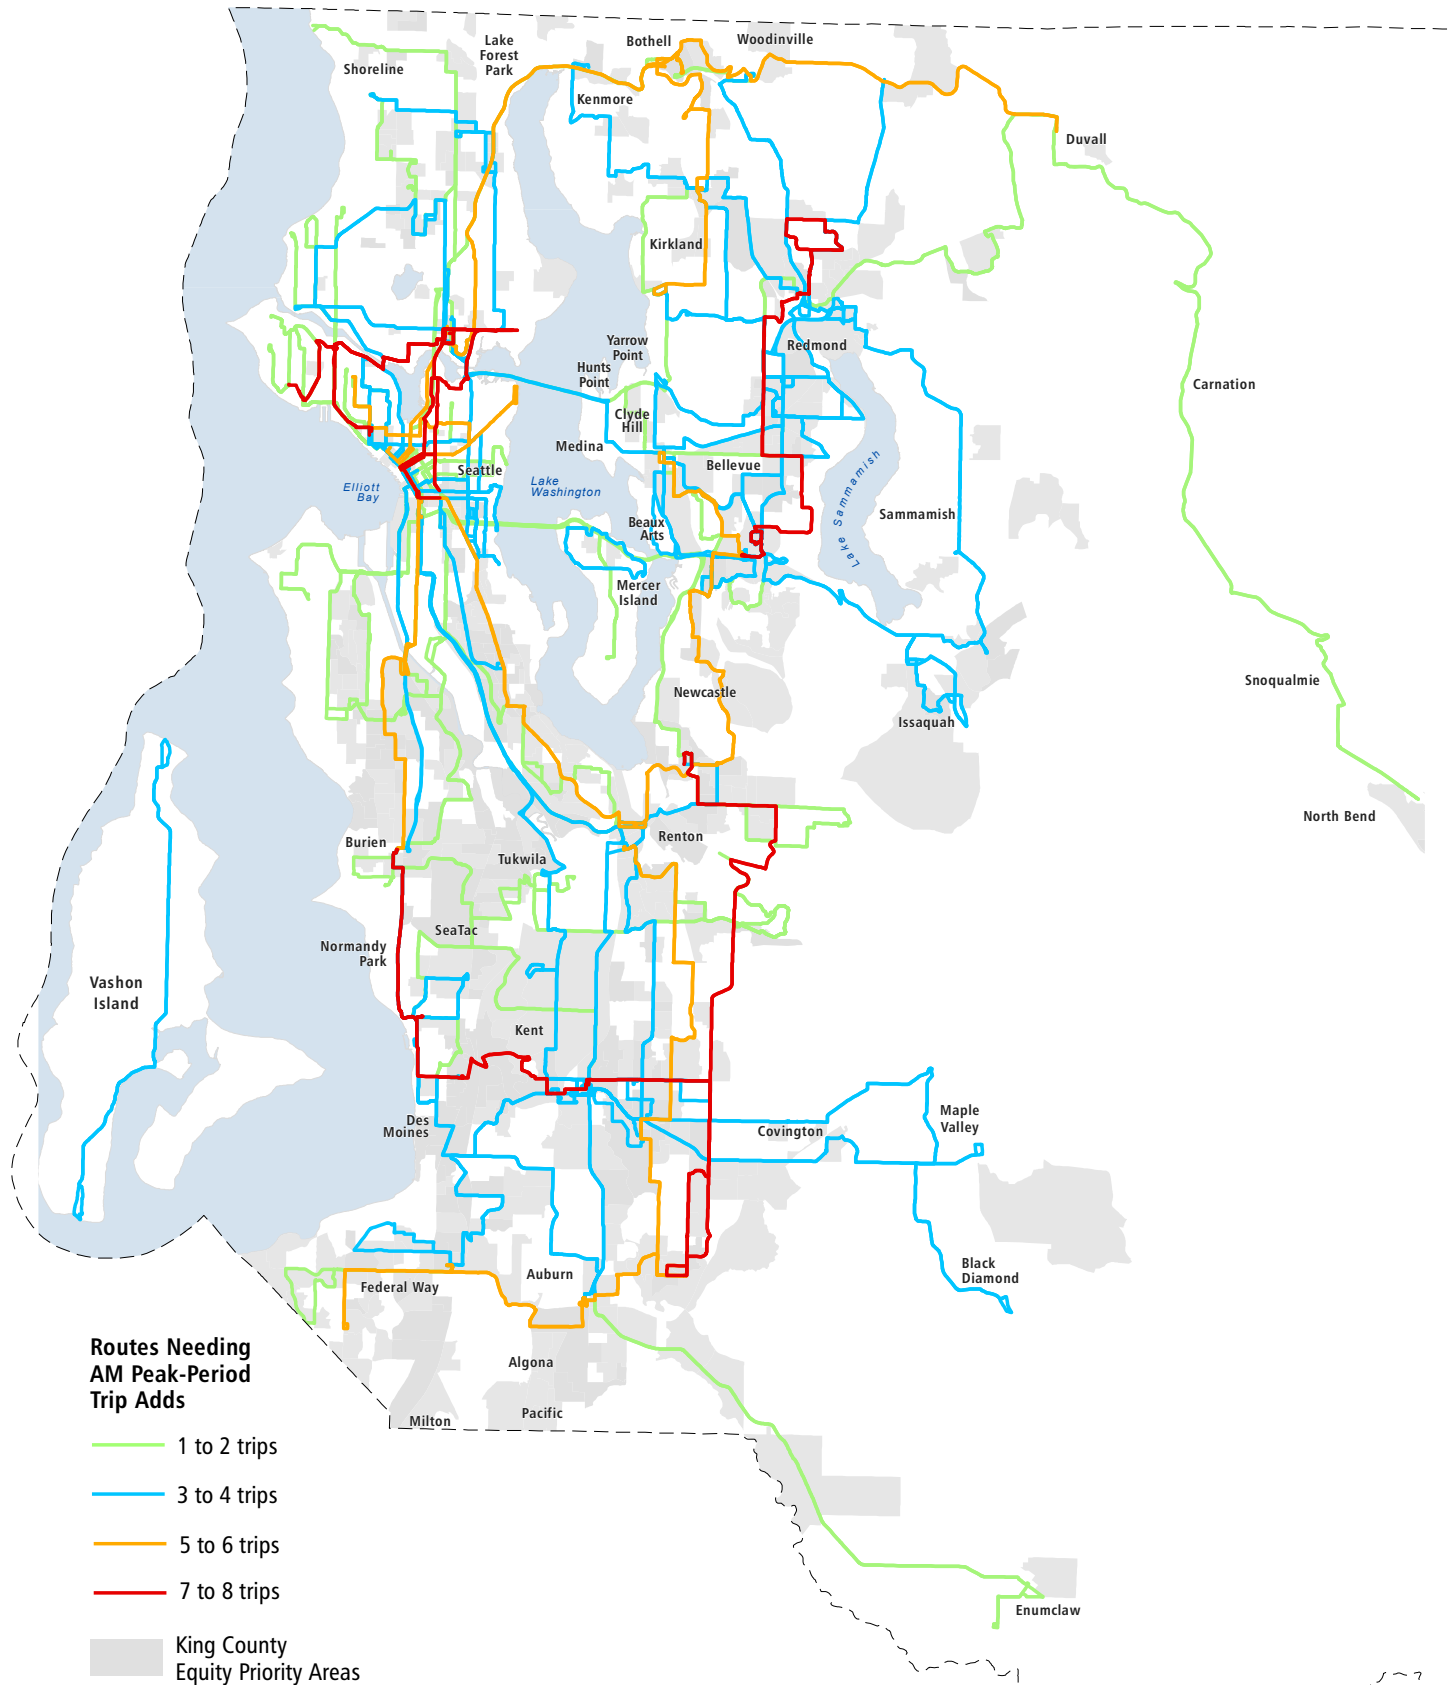 Lake
Forest
Park
Bothell
Woodinville
Shoreline
Kenmore
Duvall
Kirkland
Yarrow
Point
Redmond
Hunts
Point
Carnation
Clyde
Hill
Medina
Bellevue
Seattle
Elliott
Bay
Lake
Washington
Lake Sammamish
Sammamish
Beaux
Arts
Mercer
Island
Snoqualmie
Newcastle
Issaquah
North Bend
Burien
Renton
Tukwila
SeaTac
Normandy
Park
Vashon
Island
Kent
Maple
Valley
Des
Moines
Covington
Black
Diamond
Auburn
Federal Way
Algona
Pacific
Milton
Enumclaw
Routes Needing
AM Peak-Period
Trip Adds
1 to 2 trips
3 to 4 trips
5 to 6 trips
7 to 8 trips
King County
Equity Priority Areas